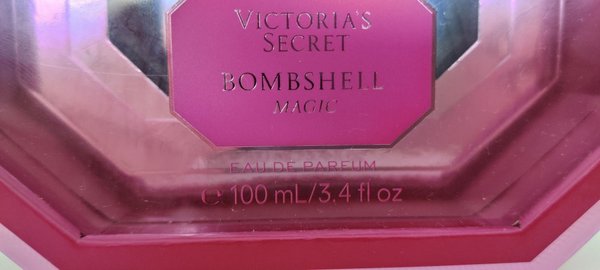 VICTORIA'S
SECRET
BOMBSHELL
MAGIC
EAU DE PARFUM
℮ 100 mL/3.4 fl oz